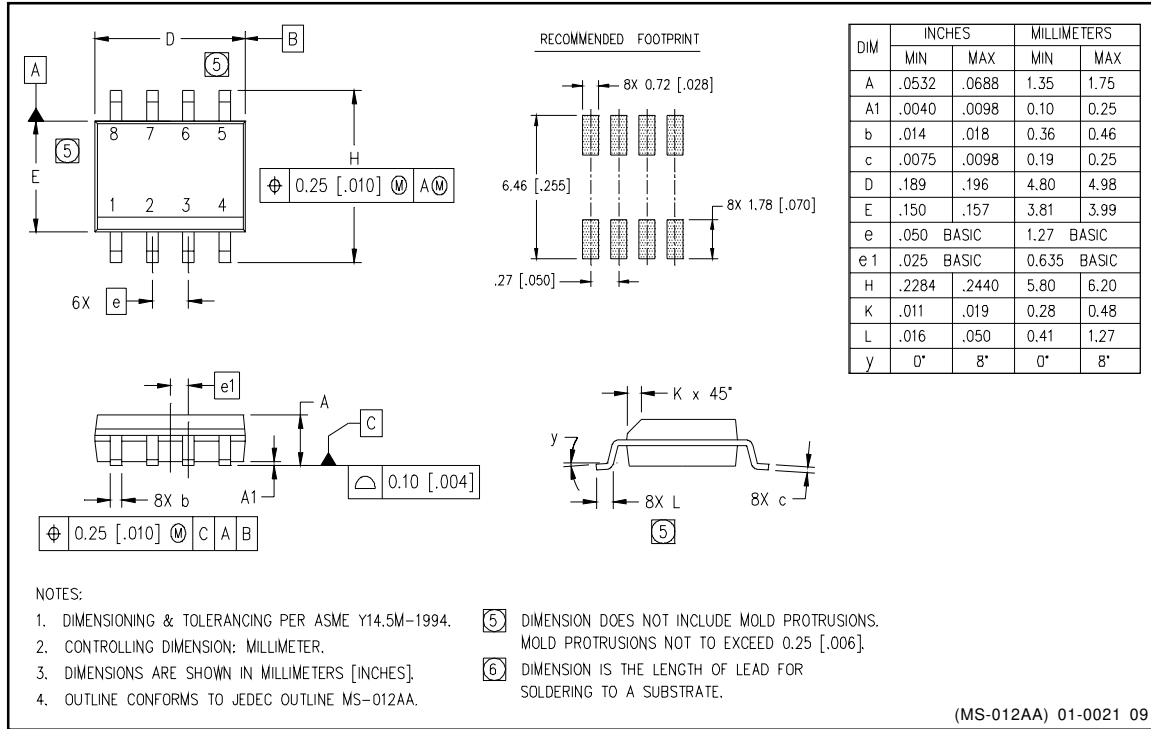 D
B
5
A
8 7 6 5
5
E
H
⌖ 0.25 [.010] Ⓜ AⓂ
1 2 3 4
6X e
RECOMMENDED FOOTPRINT
8X 0.72 [.028]
6.46 [.255]
8X 1.78 [.070]
.27 [.050]
DIM INCHES MILLIMETERS
MIN MAX MIN MAX
A .0532 .0688 1.35 1.75
A1 .0040 .0098 0.10 0.25
b .014 .018 0.36 0.46
c .0075 .0098 0.19 0.25
D .189 .196 4.80 4.98
E .150 .157 3.81 3.99
e .050 BASIC 1.27 BASIC
e1 .025 BASIC 0.635 BASIC
H .2284 .2440 5.80 6.20
K .011 .019 0.28 0.48
L .016 .050 0.41 1.27
y 0° 8° 0° 8°
e1
A
C
⌓ 0.10 [.004]
8X b
A1
⌖ 0.25 [.010] Ⓜ C A B
K x 45°
y
8X L
8X c
5
NOTES:
1. DIMENSIONING & TOLERANCING PER ASME Y14.5M-1994.
2. CONTROLLING DIMENSION: MILLIMETER.
3. DIMENSIONS ARE SHOWN IN MILLIMETERS [INCHES].
4. OUTLINE CONFORMS TO JEDEC OUTLINE MS-012AA.
5 DIMENSION DOES NOT INCLUDE MOLD PROTRUSIONS.
MOLD PROTRUSIONS NOT TO EXCEED 0.25 [.006].
6 DIMENSION IS THE LENGTH OF LEAD FOR
SOLDERING TO A SUBSTRATE.
(MS-012AA) 01-0021 09